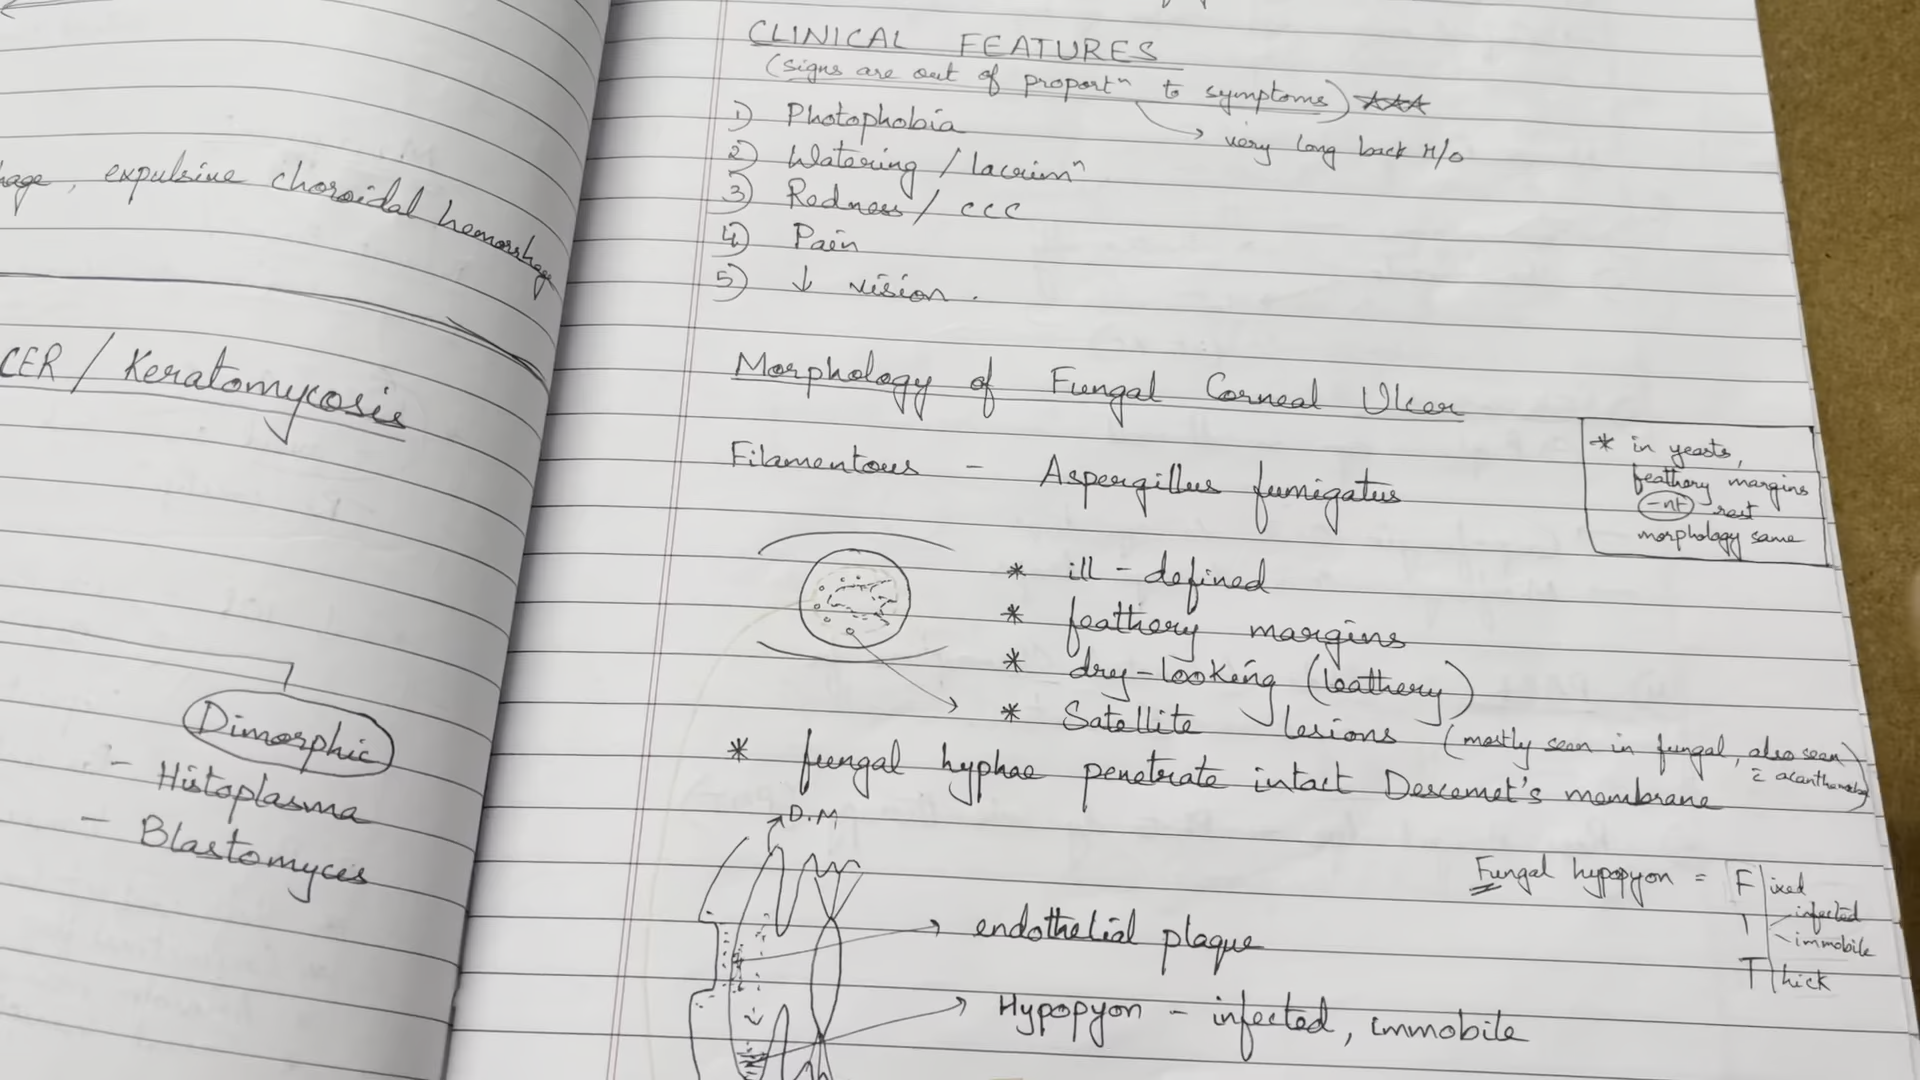 hage, expulsive choroidal hemorrhage
CER / Keratomycosis
Dimorphic
- Histoplasma
- Blastomyces
CLINICAL FEATURES
(signs are out of proportⁿ to symptoms) ★★★
→ very long back H/o
1) Photophobia
2) Watering / lacrimⁿ
3) Redness / CCC
4) Pain
5) ↓ vision.
Morphology of Fungal Corneal Ulcer
Filamentous - Aspergillus fumigatus
* in yeasts,
feathery margins
-nt rest
morphology same
* ill-defined
* feathery margins
* dry-looking (leathery)
* Satellite lesions (mostly seen in fungal, also seen
c̄ acanthamoeba)
* fungal hyphae penetrate intact Descemet's membrane
D.M
Fungal hypopyon = Fixed
I infected
immobile
Thick
endothelial plaque
Hypopyon - infected, immobile